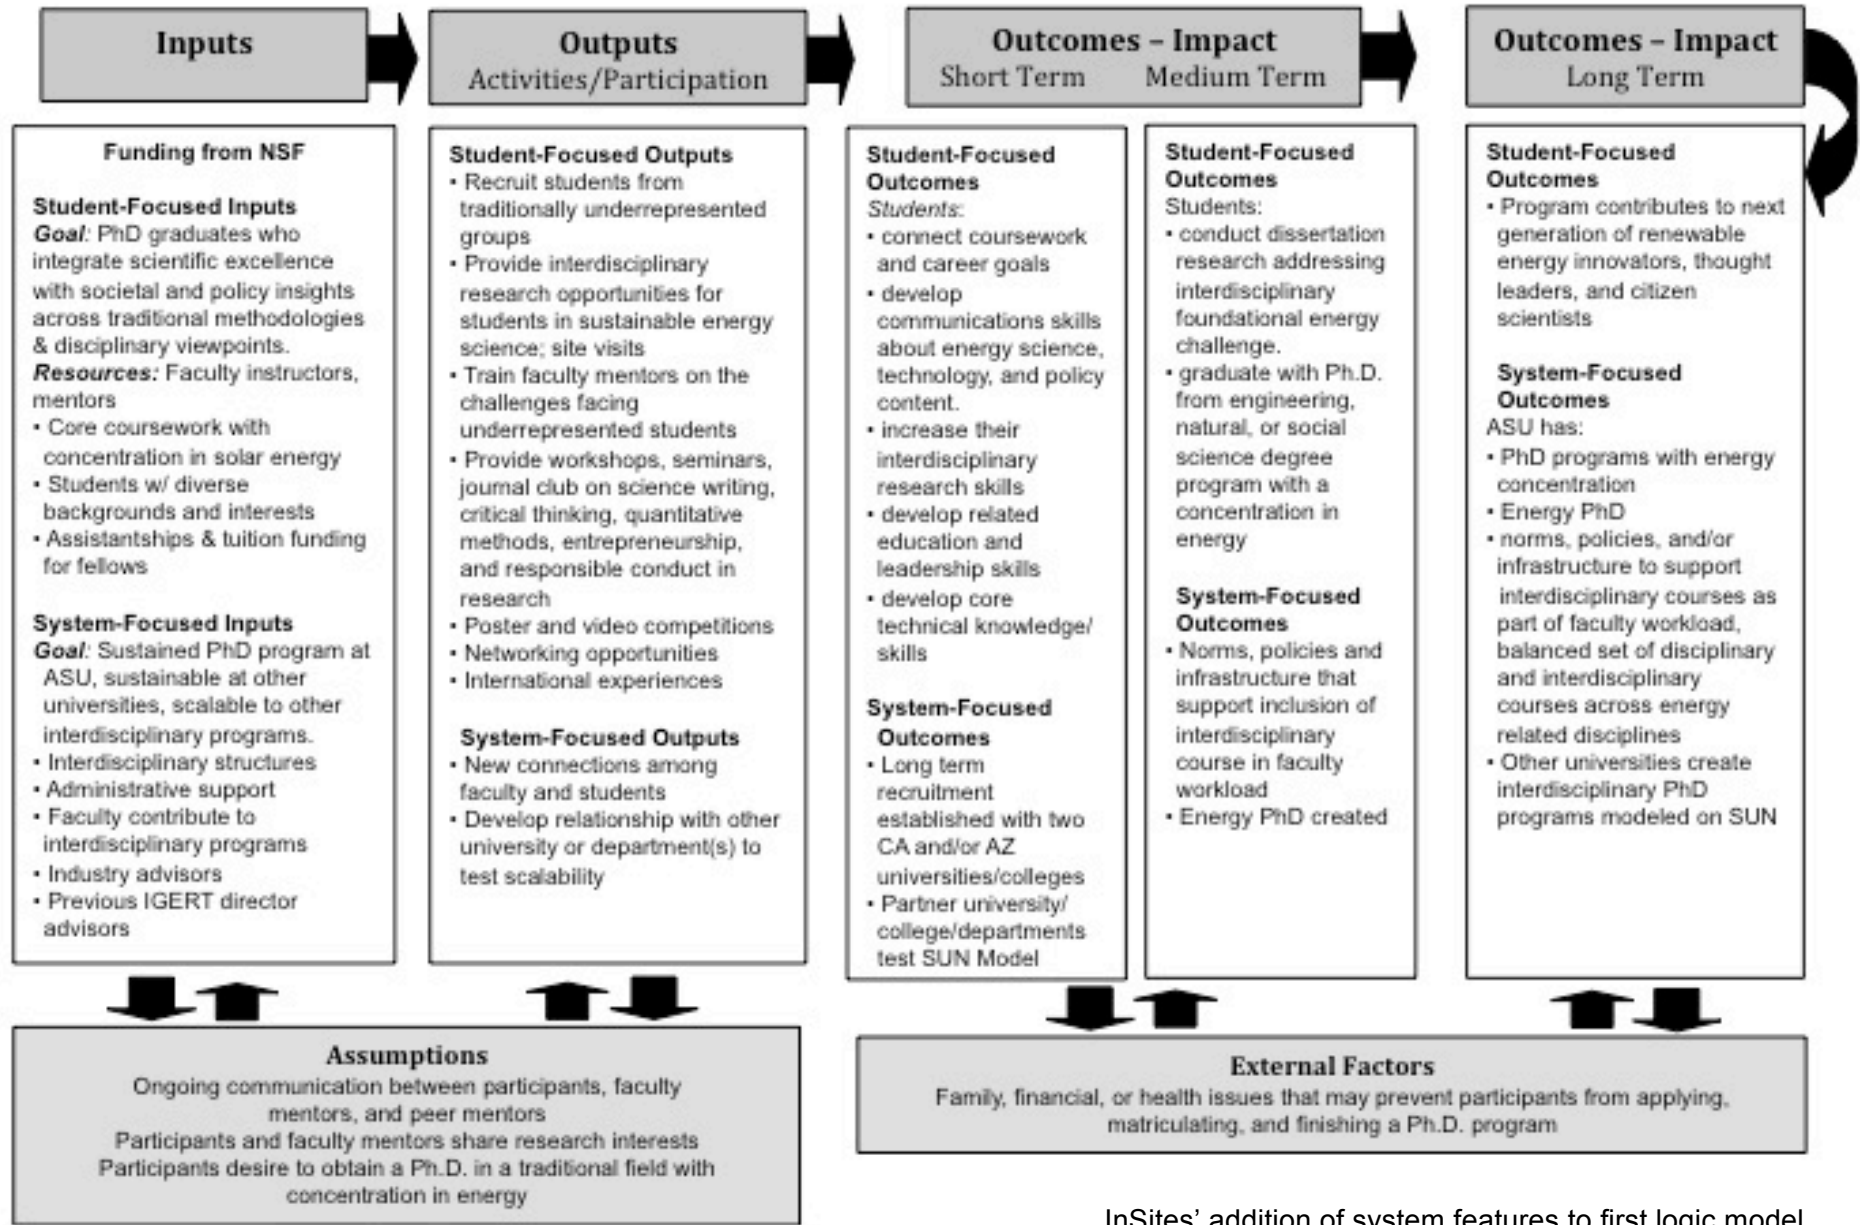 Inputs
Outputs
Activities/Participation
Outcomes – Impact
Short Term Medium Term
Outcomes – Impact
Long Term
Funding from NSF
Student-Focused Inputs
Goal: PhD graduates who
integrate scientific excellence
with societal and policy insights
across traditional methodologies
& disciplinary viewpoints.
Resources: Faculty instructors,
mentors
• Core coursework with
concentration in solar energy
• Students w/ diverse
backgrounds and interests
• Assistantships & tuition funding
for fellows
System-Focused Inputs
Goal: Sustained PhD program at
ASU, sustainable at other
universities, scalable to other
interdisciplinary programs.
• Interdisciplinary structures
• Administrative support
• Faculty contribute to
interdisciplinary programs
• Industry advisors
• Previous IGERT director
advisors
Student-Focused Outputs
• Recruit students from
traditionally underrepresented
groups
• Provide interdisciplinary
research opportunities for
students in sustainable energy
science; site visits
• Train faculty mentors on the
challenges facing
underrepresented students
• Provide workshops, seminars,
journal club on science writing,
critical thinking, quantitative
methods, entrepreneurship,
and responsible conduct in
research
• Poster and video competitions
• Networking opportunities
• International experiences
System-Focused Outputs
• New connections among
faculty and students
• Develop relationship with other
university or department(s) to
test scalability
Student-Focused
Outcomes
Students:
• connect coursework
and career goals
• develop
communications skills
about energy science,
technology, and policy
content.
• increase their
interdisciplinary
research skills
• develop related
education and
leadership skills
• develop core
technical knowledge/
skills
System-Focused
Outcomes
• Long term
recruitment
established with two
CA and/or AZ
universities/colleges
• Partner university/
college/departments
test SUN Model
Student-Focused
Outcomes
Students:
• conduct dissertation
research addressing
interdisciplinary
foundational energy
challenge.
• graduate with Ph.D.
from engineering,
natural, or social
science degree
program with a
concentration in
energy
System-Focused
Outcomes
• Norms, policies and
infrastructure that
support inclusion of
interdisciplinary
course in faculty
workload
• Energy PhD created
Student-Focused
Outcomes
• Program contributes to next
generation of renewable
energy innovators, thought
leaders, and citizen
scientists
System-Focused
Outcomes
ASU has:
• PhD programs with energy
concentration
• Energy PhD
• norms, policies, and/or
infrastructure to support
interdisciplinary courses as
part of faculty workload,
balanced set of disciplinary
and interdisciplinary
courses across energy
related disciplines
• Other universities create
interdisciplinary PhD
programs modeled on SUN
Assumptions
Ongoing communication between participants, faculty
mentors, and peer mentors
Participants and faculty mentors share research interests
Participants desire to obtain a Ph.D. in a traditional field with
concentration in energy
External Factors
Family, financial, or health issues that may prevent participants from applying,
matriculating, and finishing a Ph.D. program
InSites’ addition of system features to first logic model